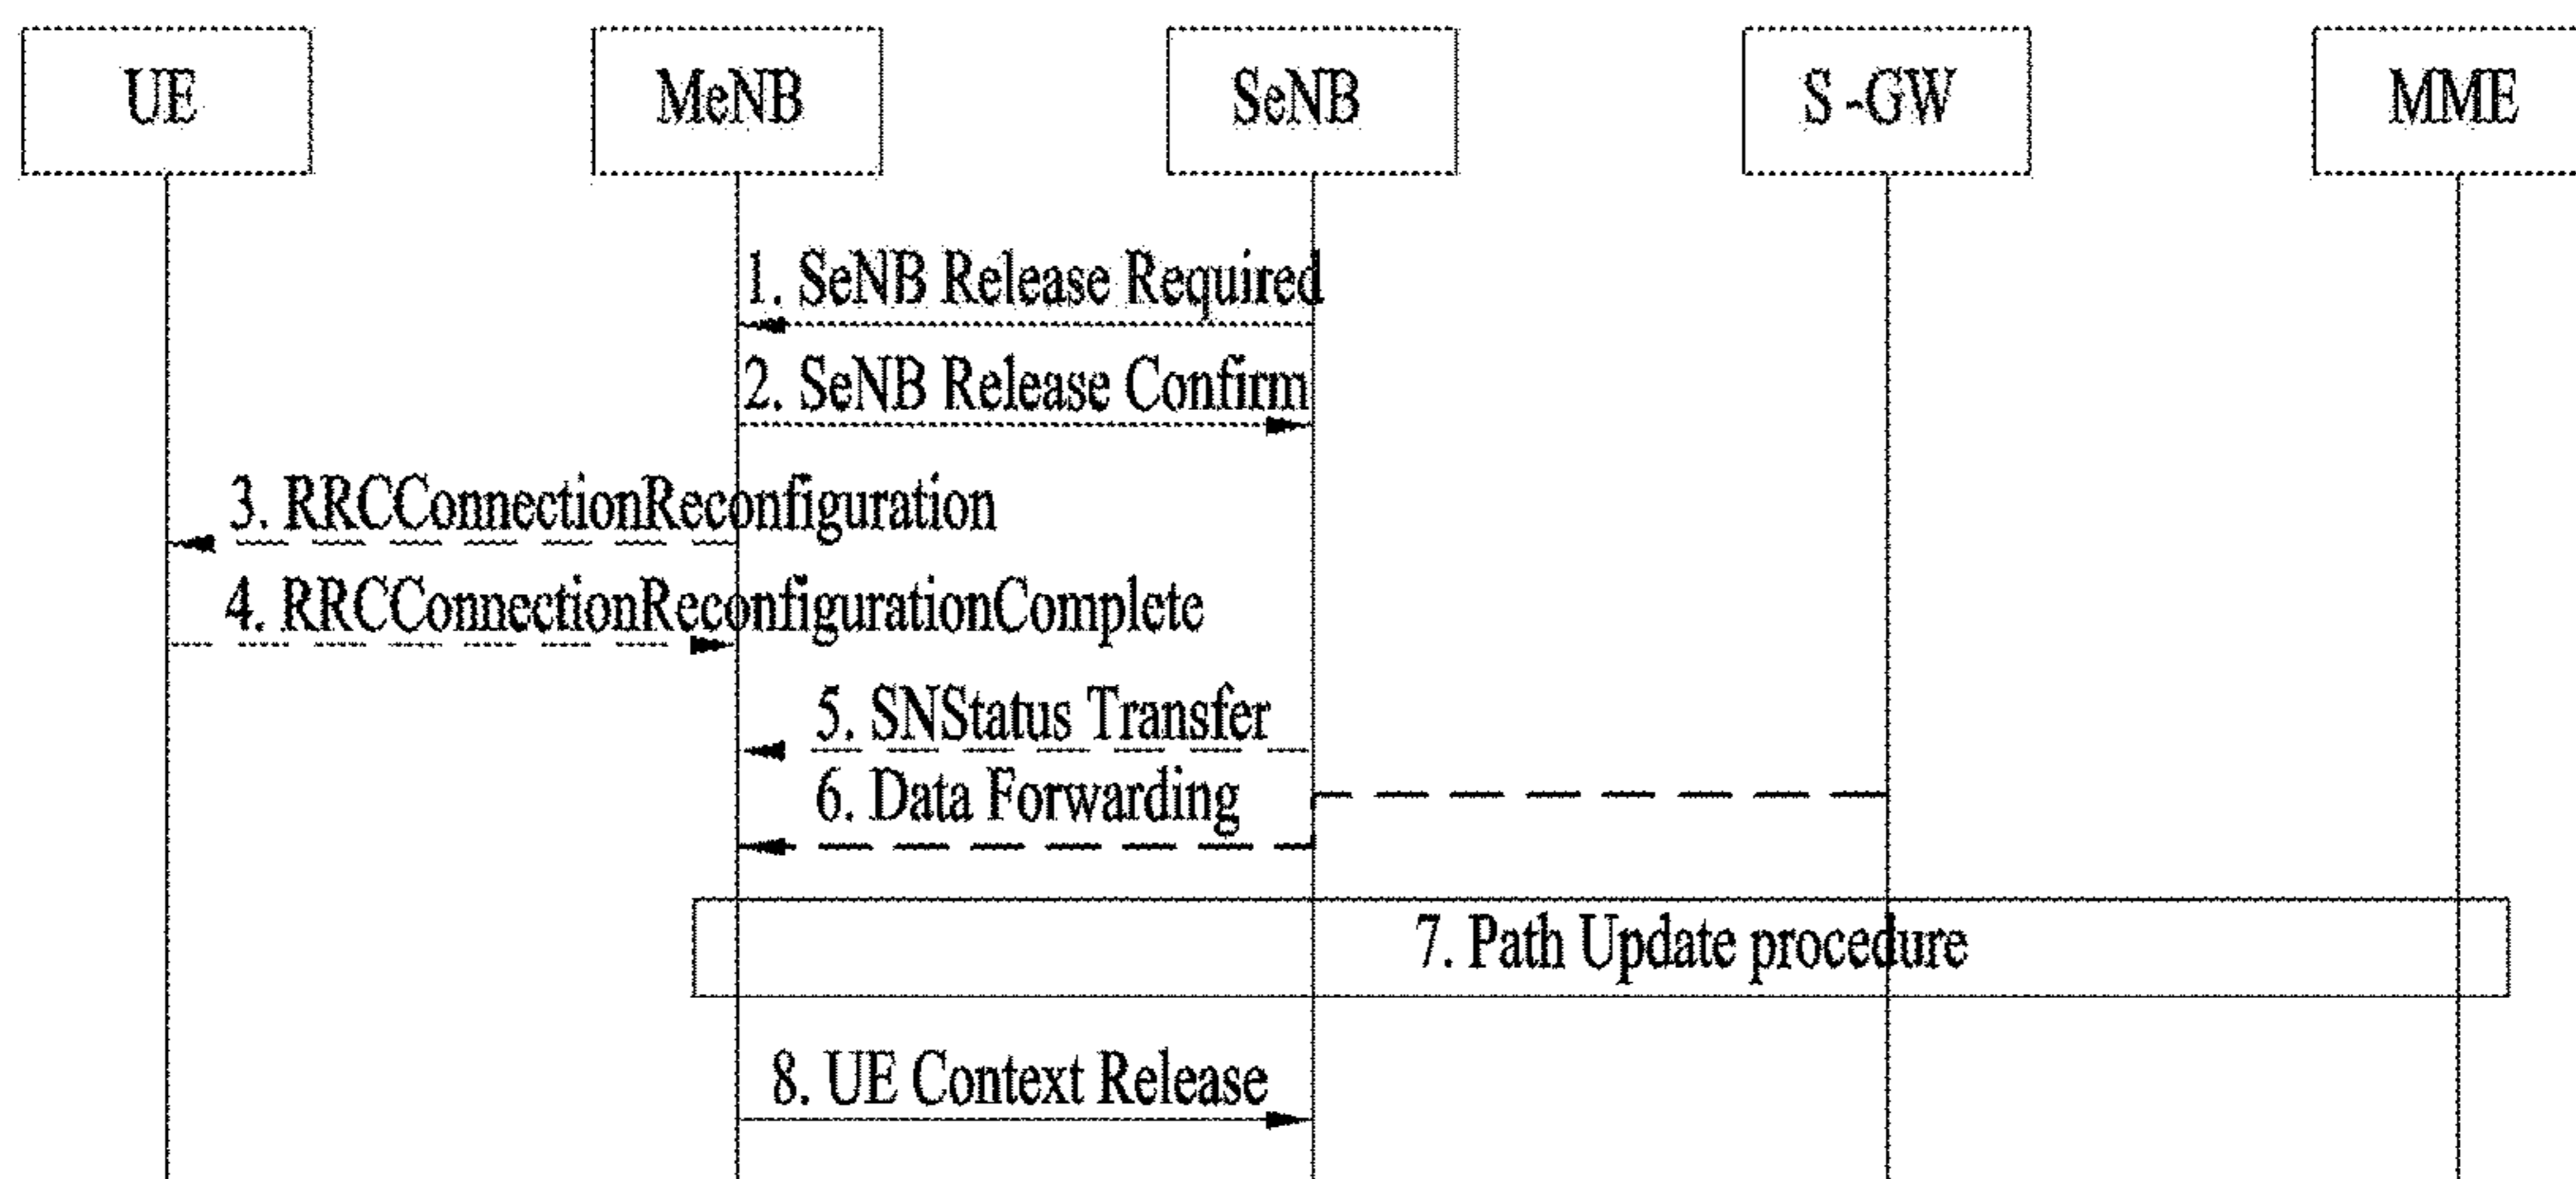 UE
MeNB
SeNB
S -GW
MME
1. SeNB Release Required
2. SeNB Release Confirm
3. RRCConnectionReconfiguration
4. RRCConnectionReconfigurationComplete
5. SNStatus Transfer
6. Data Forwarding
7. Path Update procedure
8. UE Context Release